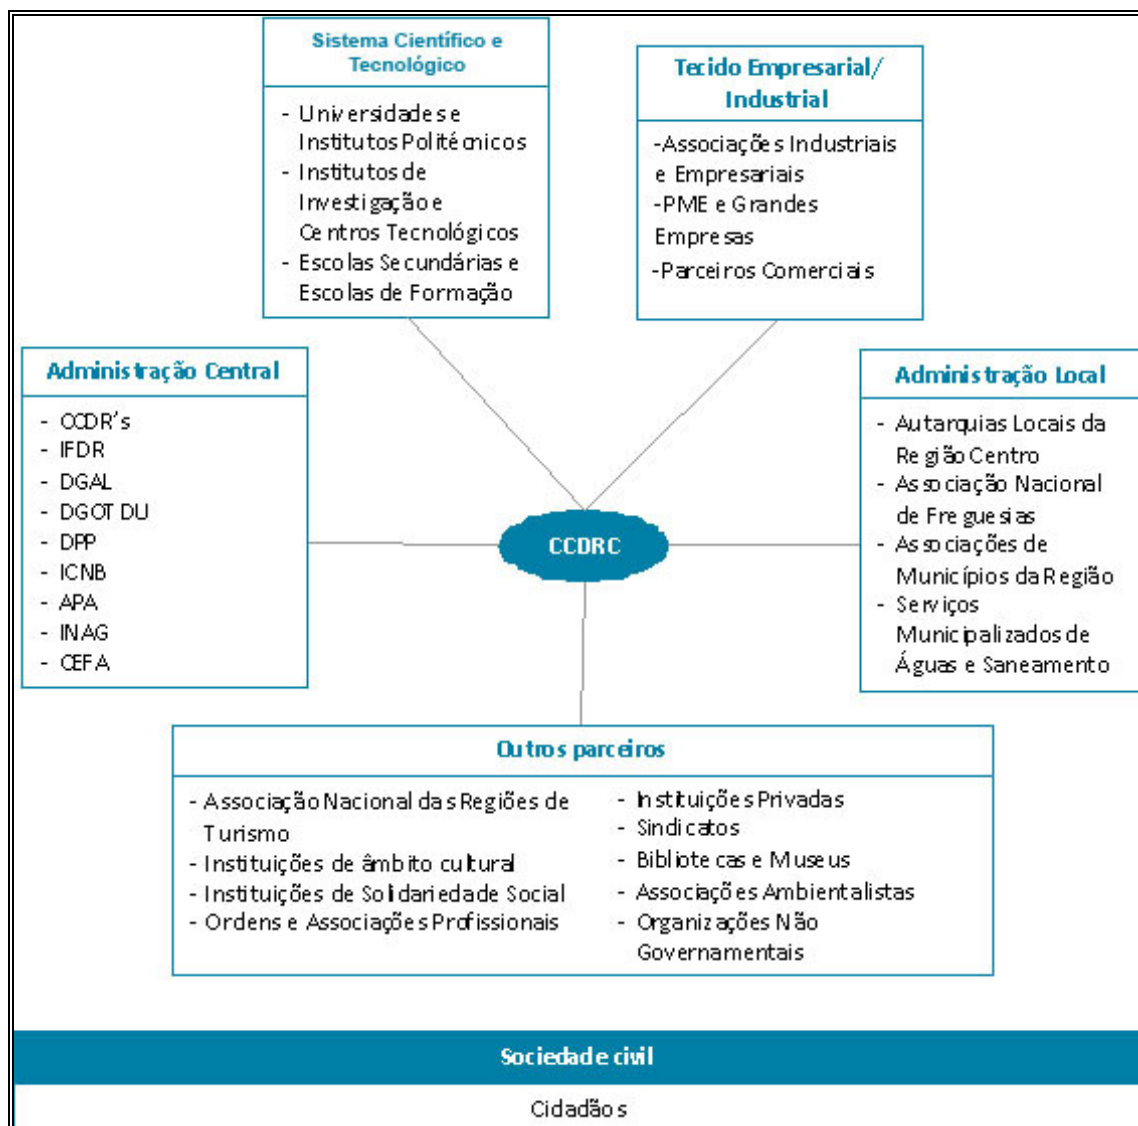 Sistema Científico e
Tecnológico
- Universidades e
Institutos Politécnicos
- Institutos de
Investigação e
Centros Tecnológicos
- Escolas Secundárias e
Escolas de Formação
Tecido Empresarial/
Industrial
-Associações Industriais
e Empresariais
-PME e Grandes
Empresas
-Parceiros Comerciais
Administração Central
- CCDR's
- IFDR
- DGAL
- DGOTDU
- DPP
- ICNB
- APA
- INAG
- CEFA
CCDRC
Administração Local
- Autarquias Locais da
Região Centro
- Associação Nacional
de Freguesias
- Associações de
Municípios da Região
- Serviços
Municipalizados de
Águas e Saneamento
Outros parceiros
- Associação Nacional das Regiões de
Turismo
- Instituições de âmbito cultural
- Instituições de Solidariedade Social
- Ordens e Associações Profissionais
- Instituições Privadas
- Sindicatos
- Bibliotecas e Museus
- Associações Ambientalistas
- Organizações Não
Governamentais
Sociedade civil
Cidadãos